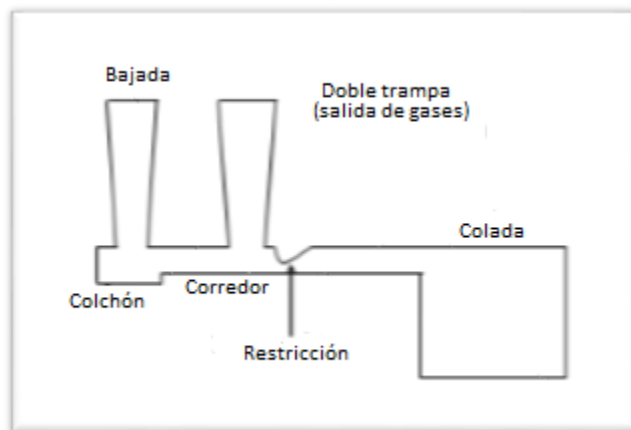 Bajada
Doble trampa
(salida de gases)
Colada
Corredor
Colchón
Restricción